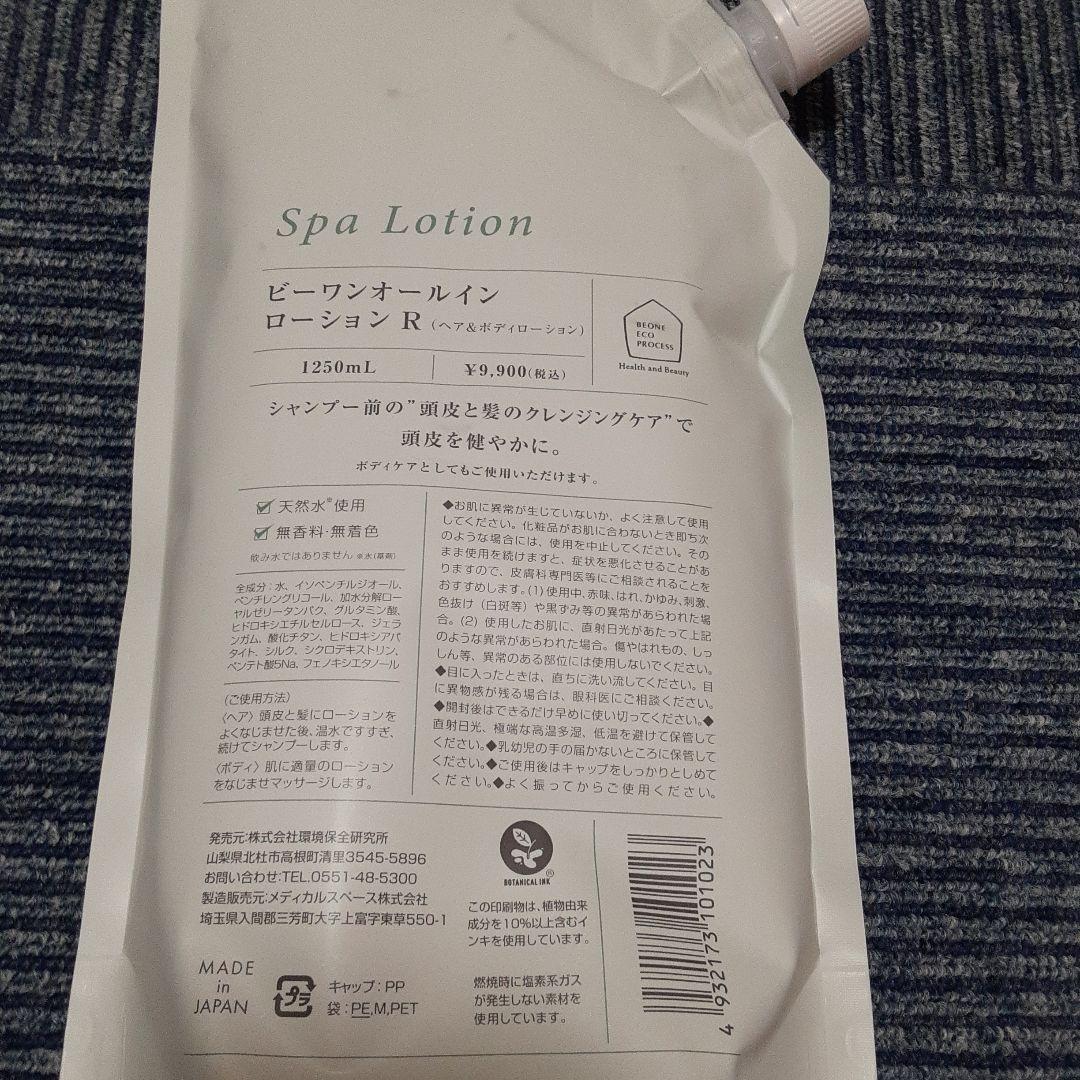 Spa Lotion
ビーワンオールイン
ローション R (ヘア&ボディローション)
1250mL
¥9,900(税込)
BEONE
ECO
PROCESS
Health and Beauty
シャンプー前の"頭皮と髪のクレンジングケア"で
頭皮を健やかに。
ボディケアとしてもご使用いただけます。
天然水※使用
無香料・無着色
飲み水ではありません ※水(基剤)
全成分:水、イソペンチルジオール、
ペンチレングリコール、加水分解ロー
ヤルゼリータンパク、グルタミン酸、
ヒドロキシエチルセルロース、ジェラ
ンガム、酸化チタン、ヒドロキシアパ
タイト、シルク、シクロデキストリン、
ペンテト酸5Na、フェノキシエタノール
〈ご使用方法〉
〈ヘア〉頭皮と髪にローションを
よくなじませた後、温水ですすぎ、
続けてシャンプーします。
〈ボディ〉肌に適量のローション
をなじませマッサージします。
◆お肌に異常が生じていないか、よく注意して使用
してください。化粧品がお肌に合わないとき即ち次
のような場合には、使用を中止してください。その
まま使用を続けますと、症状を悪化させることがあ
りますので、皮膚科専門医等にご相談されることを
おすすめします。(1)使用中、赤味、はれ、かゆみ、刺激、
色抜け(白斑等)や黒ずみ等の異常があらわれた場
合。(2)使用したお肌に、直射日光があたって上記
のような異常があらわれた場合。傷やはれもの、しっ
しん等、異常のある部位には使用しないでください。
◆目に入ったときは、直ちに洗い流してください。目
に異物感が残る場合は、眼科医にご相談ください。
◆開封後はできるだけ早めに使い切ってください。◆
直射日光、極端な高温多湿、低温を避けて保管して
ください。◆乳幼児の手の届かないところに保管して
ください。◆ご使用後はキャップをしっかりとしめて
ください。◆よく振ってからご使用ください。
発売元:株式会社環境保全研究所
山梨県北杜市高根町清里3545-5896
お問い合わせ:TEL.0551-48-5300
製造販売元:メディカルスペース株式会社
埼玉県入間郡三芳町大字上富字東草550-1
BOTANICAL INK ®
この印刷物は、植物由来
成分を10%以上含むイ
ンキを使用しています。
MADE
in
JAPAN
プラ
キャップ:PP
袋:PE,M,PET
燃焼時に塩素系ガス
が発生しない素材を
使用しています。
4 932173 101023